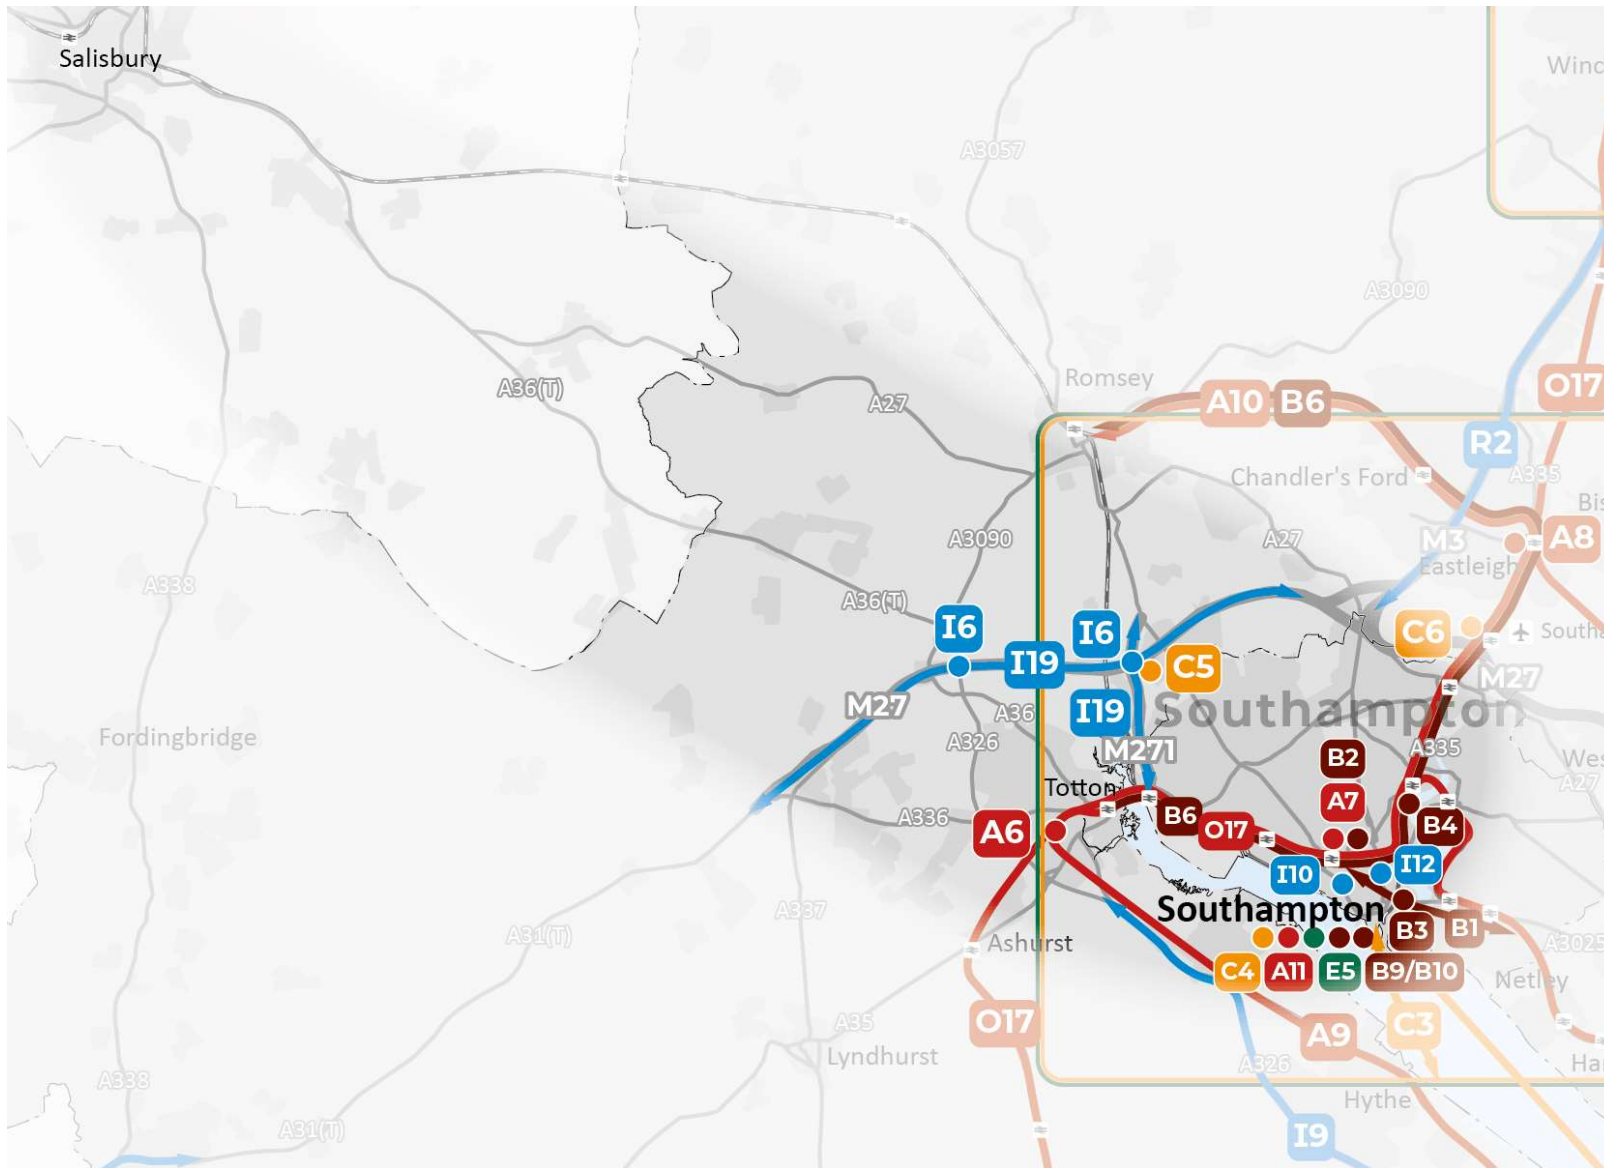 Salisbury
Winc
A3057
A3090
Romsey
A36(T)
A27
A10
B6
O17
R2
Chandler's Ford
A335
Bis
A3090
A27
M3
A8
Eastleigh
A338
A36(T)
I6
I6
C6
Southa
I19
C5
M27
M27
I19
Southampton
A36
Fordingbridge
A326
M271
A335
B2
Wes
Totton
A27
A7
A336
A6
B6
O17
B4
I12
I10
A337
Southampton
B3
B1
A31(T)
Ashurst
A3025
C4
A11
E5
B9/B10
Netley
O17
A35
C3
A9
Lyndhurst
A326
Ha
A338
Hythe
A31(T)
I9